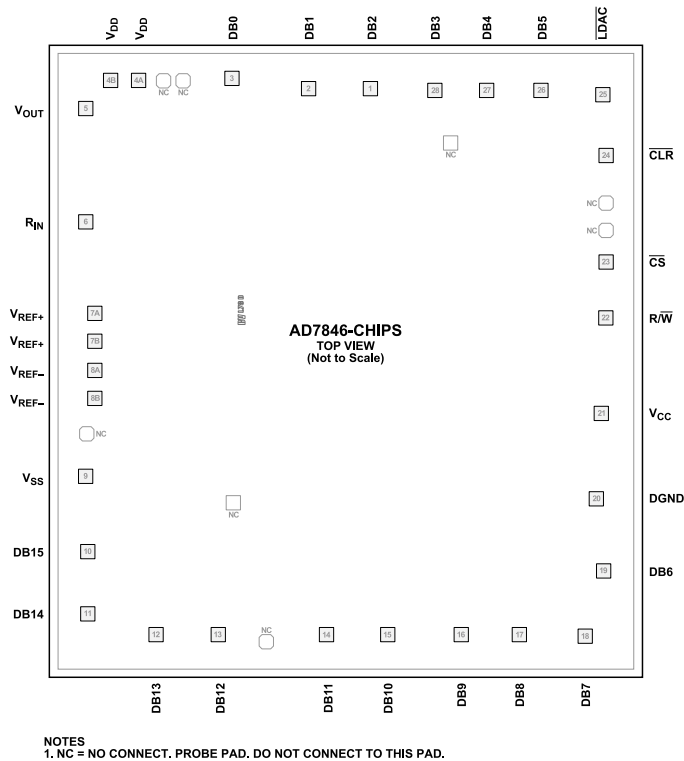 VDD VDD DB0 DB1 DB2 DB3 DB4 DB5 LDAC
4B 4A NC NC 3 2 1 28 27 26 25
VOUT 5
NC
24 CLR
NC
RIN 6
NC
23 CS
VREF+ 7A
22 R/W
AD7846-CHIPS
TOP VIEW
(Not to Scale)
VREF+ 7B
VREF– 8A
VREF– 8B
21 VCC
NC
VSS 9
20 DGND
NC
DB15 10
19 DB6
DB14 11
12 13 NC 14 15 16 17 18
DB13 DB12 DB11 DB10 DB9 DB8 DB7
NOTES
1. NC = NO CONNECT. PROBE PAD. DO NOT CONNECT TO THIS PAD.